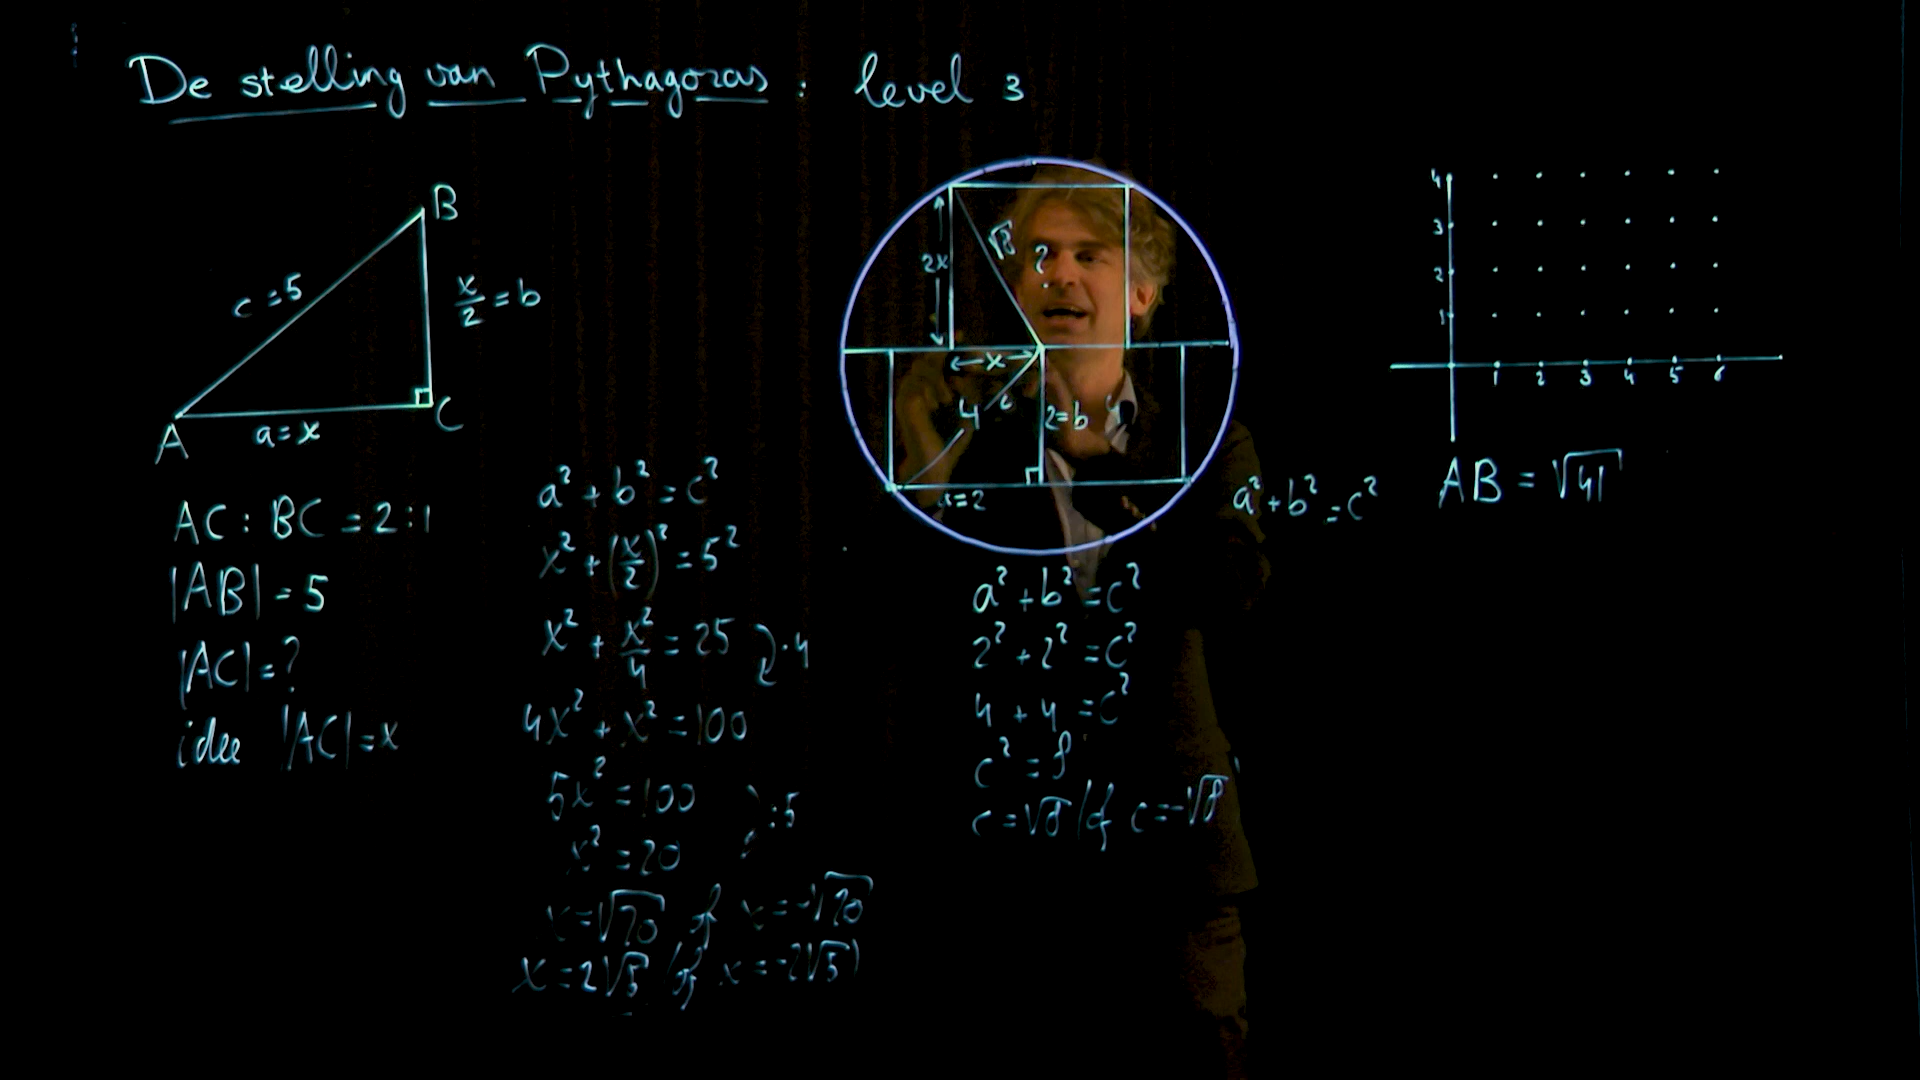 De stelling van Pythagoras : level 3
B
c = 5
x/2 = b
A
a = x
C
AC : BC = 2 : 1
|AB| = 5
|AC| = ?
idee |AC| = x
a² + b² = c²
x² + (x/2)² = 5²
x² + x²/4 = 25 ) · 4
4x² + x² = 100
5x² = 100
x² = 20 ) : 5
x = √20 of x = -√20
x = 2√5 (of x = -2√5)
2x
√8
?
x
4
c
2 = b
a² + b² = c²
a² + b² = c²
2² + 2² = c²
4 + 4 = c²
c² = 8
c = √8 (of c = -√8)
4
3
2
1
1 2 3 4 5 6
AB = √41